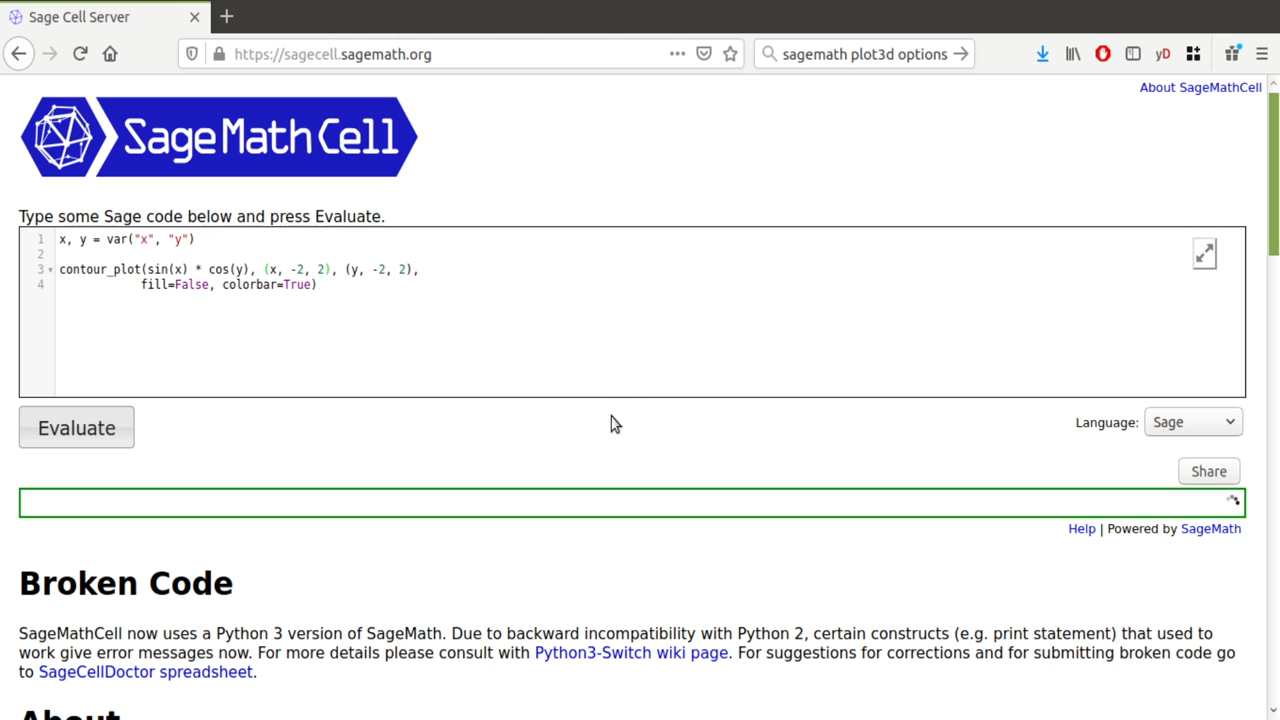 Sage Cell Server
https://sagecell.sagemath.org
sagemath plot3d options
yD
About SageMathCell
SageMathCell
Type some Sage code below and press Evaluate.
1 x, y = var("x", "y")
2
3 contour_plot(sin(x) * cos(y), (x, -2, 2), (y, -2, 2),
4 fill=False, colorbar=True)
Evaluate
Language: Sage
Share
Help | Powered by SageMath
Broken Code
SageMathCell now uses a Python 3 version of SageMath. Due to backward incompatibility with Python 2, certain constructs (e.g. print statement) that used to
work give error messages now. For more details please consult with Python3-Switch wiki page. For suggestions for corrections and for submitting broken code go
to SageCellDoctor spreadsheet.
About